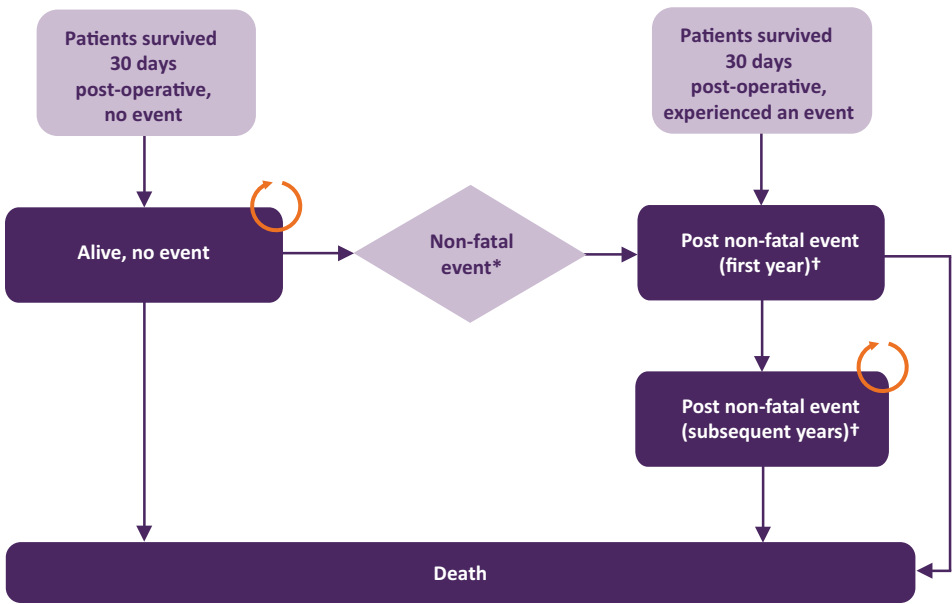 Patients survived
30 days
post-operative,
no event
Patients survived
30 days
post-operative,
experienced an event
Alive, no event
Non-fatal
event*
Post non-fatal event
(first year)†
Post non-fatal event
(subsequent years)†
Death